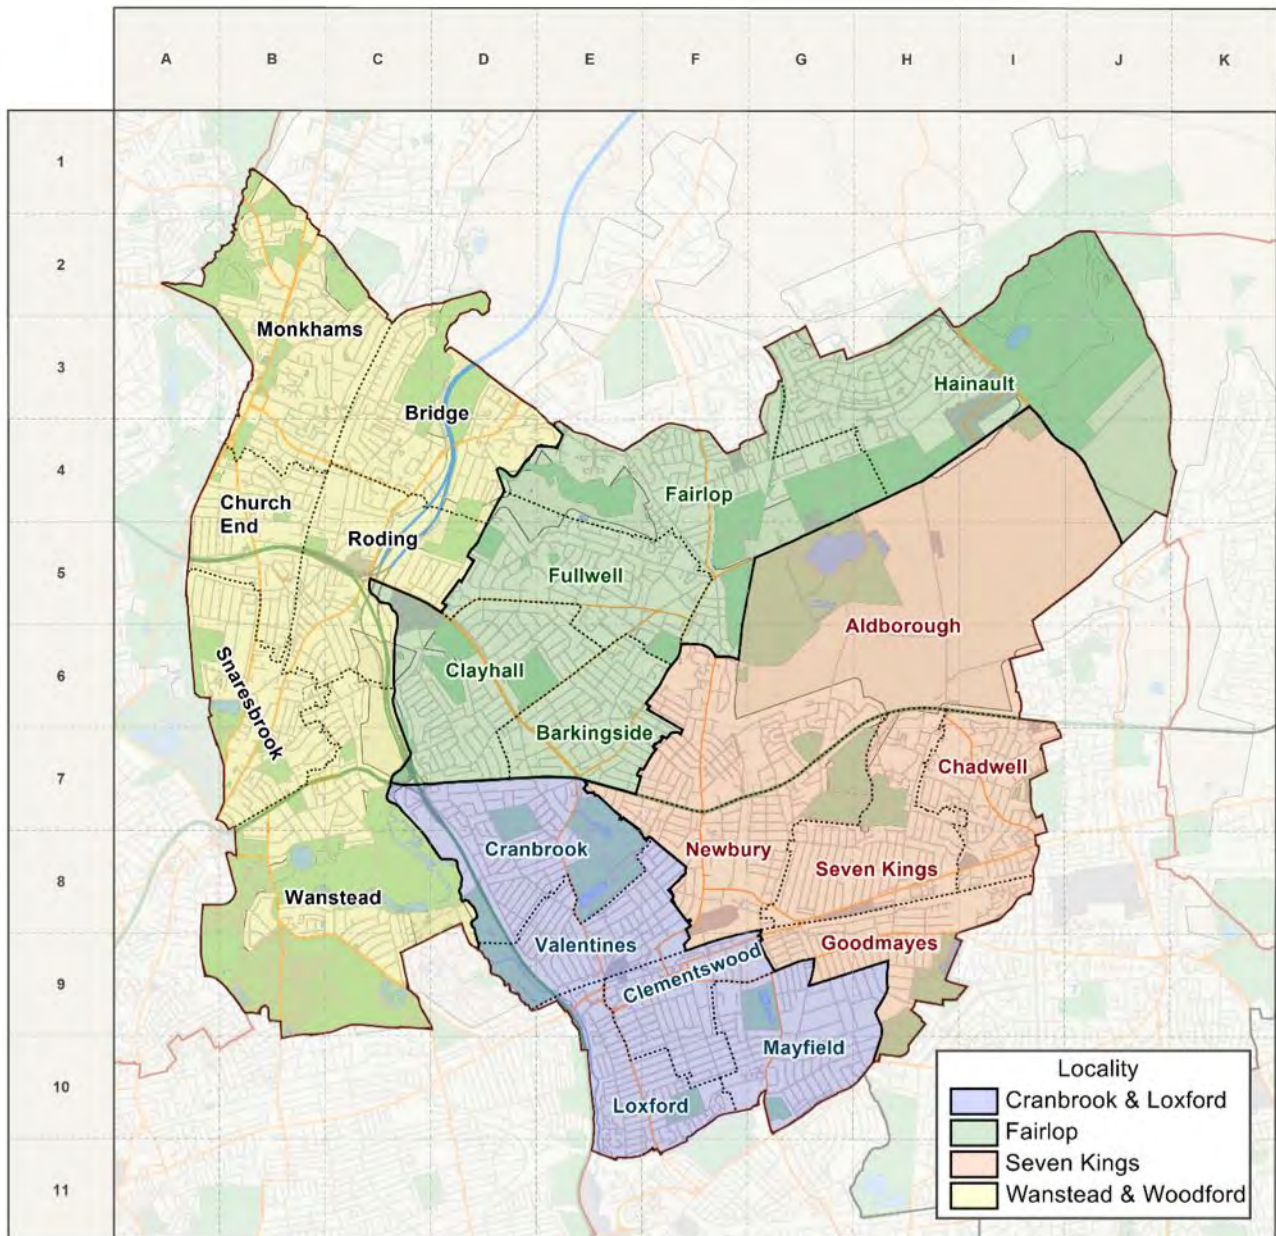 A B C D E F G H I J K
1
2
Monkhams
3
Hainault
Bridge
4
Fairlop
Church
End
Roding
5
Fullwell
Aldborough
6
Clayhall
Snaresbrook
Barkingside
7
Chadwell
Cranbrook
Newbury
8
Seven Kings
Wanstead
Valentines
Goodmayes
Clementswood
9
Mayfield
10
Loxford
11
Locality
Cranbrook & Loxford
Fairlop
Seven Kings
Wanstead & Woodford